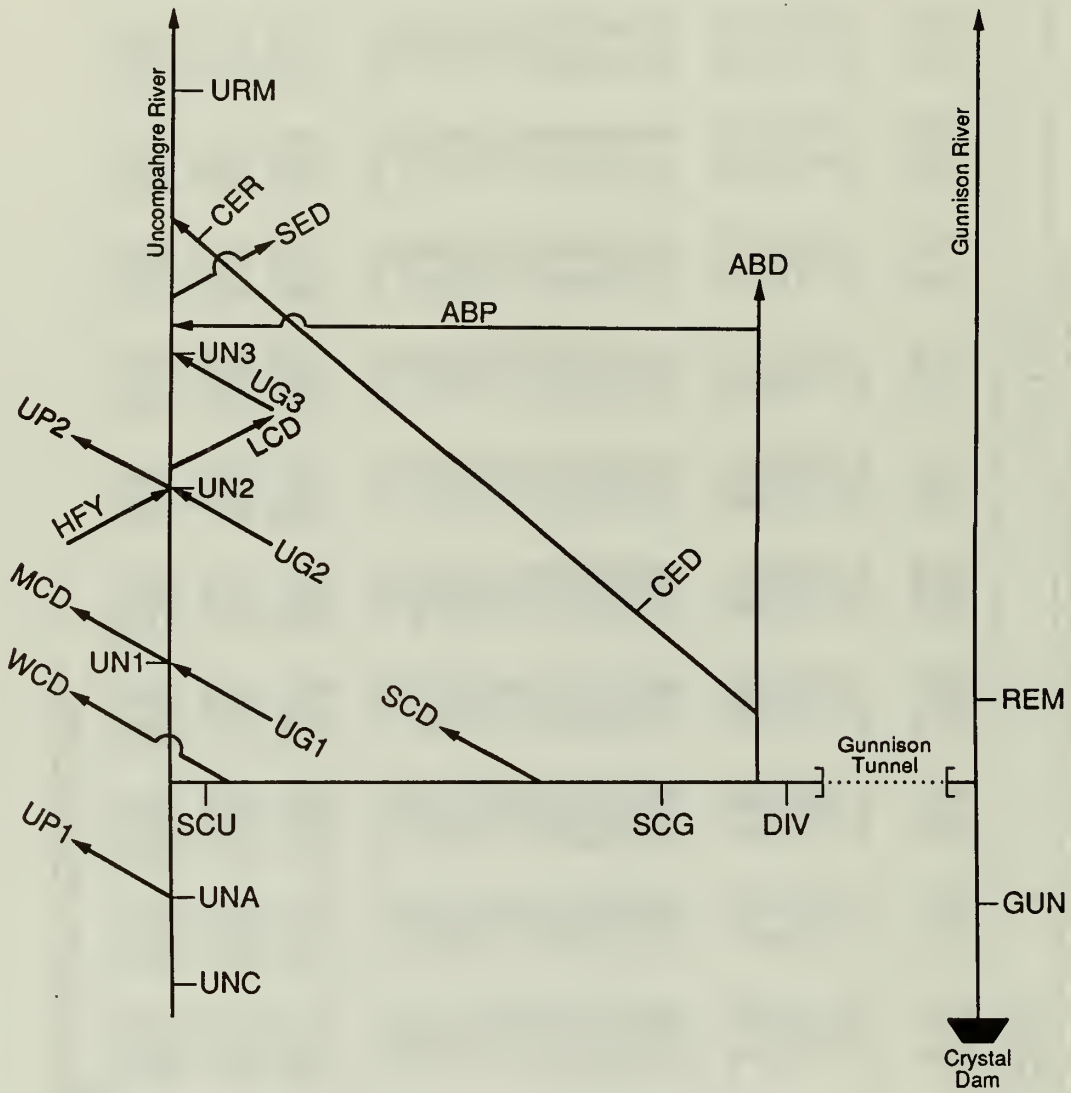 URM
Uncompahgre River
Gunnison River
CER
SED
ABD
ABP
UN3
UG3
UP2
LCD
UN2
HFY
UG2
MCD
CED
UN1
WCD
UG1
SCD
REM
Gunnison
Tunnel
SCU
SCG
DIV
UP1
UNA
GUN
UNC
Crystal
Dam